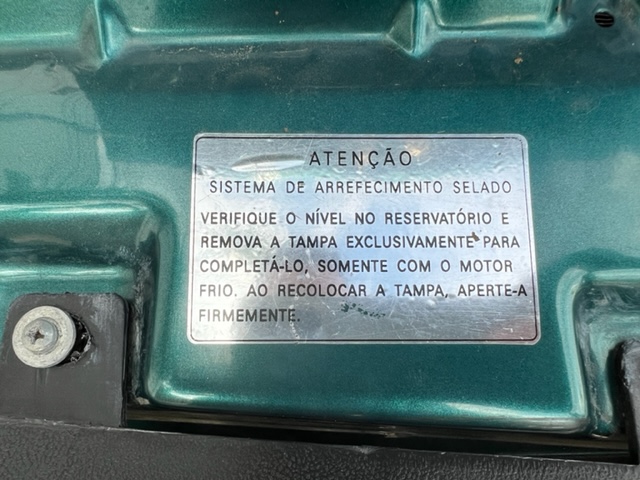 ATENÇÃO
SISTEMA DE ARREFECIMENTO SELADO
VERIFIQUE O NÍVEL NO RESERVATÓRIO E
REMOVA A TAMPA EXCLUSIVAMENTE PARA
COMPLETÁ-LO, SOMENTE COM O MOTOR
FRIO. AO RECOLOCAR A TAMPA, APERTE-A
FIRMEMENTE.